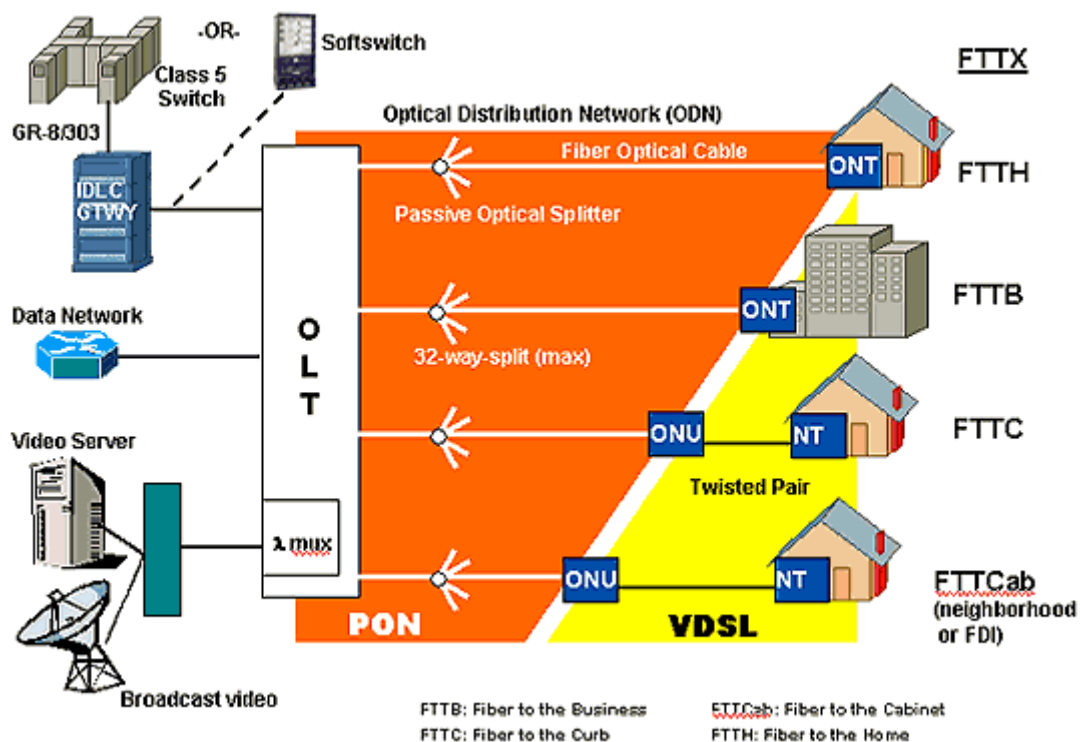 -OR-
Softswitch
Class 5
Switch
FTTX
GR-8/303
Optical Distribution Network (ODN)
Fiber Optical Cable
ONT
FTTH
IDLC
GTWY
Passive Optical Splitter
Data Network
OLT
ONT
FTTB
32-way-split (max)
Video Server
ONU
NT
FTTC
Twisted Pair
λ mux
ONU
NT
FTTCab
(neighborhood
or FDI)
PON
VDSL
Broadcast video
FTTB: Fiber to the Business
FTTCab: Fiber to the Cabinet
FTTC: Fiber to the Curb
FTTH: Fiber to the Home